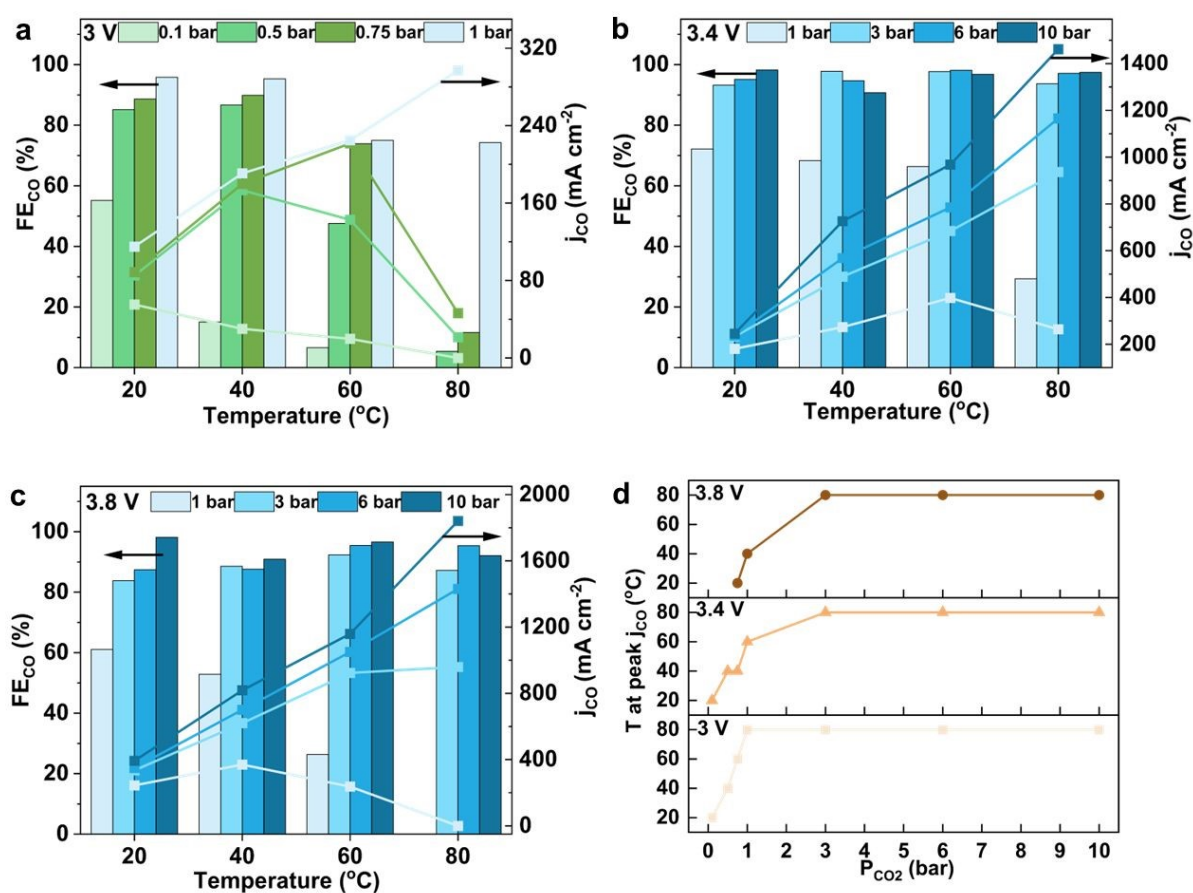 a
3 V 0.1 bar 0.5 bar 0.75 bar 1 bar
FE_CO (%)
100
80
60
40
20
0
20 40 60 80
Temperature (°C)
320
240
160
80
0
j_CO (mA cm⁻²)
b
3.4 V 1 bar 3 bar 6 bar 10 bar
FE_CO (%)
100
80
60
40
20
0
20 40 60 80
Temperature (°C)
1400
1200
1000
800
600
400
200
j_CO (mA cm⁻²)
c
3.8 V 1 bar 3 bar 6 bar 10 bar
FE_CO (%)
100
80
60
40
20
0
20 40 60 80
Temperature (°C)
2000
1600
1200
800
400
0
j_CO (mA cm⁻²)
d
T at peak j_CO (°C)
3.8 V
80
60
40
20
3.4 V
80
60
40
20
3 V
80
60
40
20
0 1 2 3 4 5 6 7 8 9 10
P_CO2 (bar)